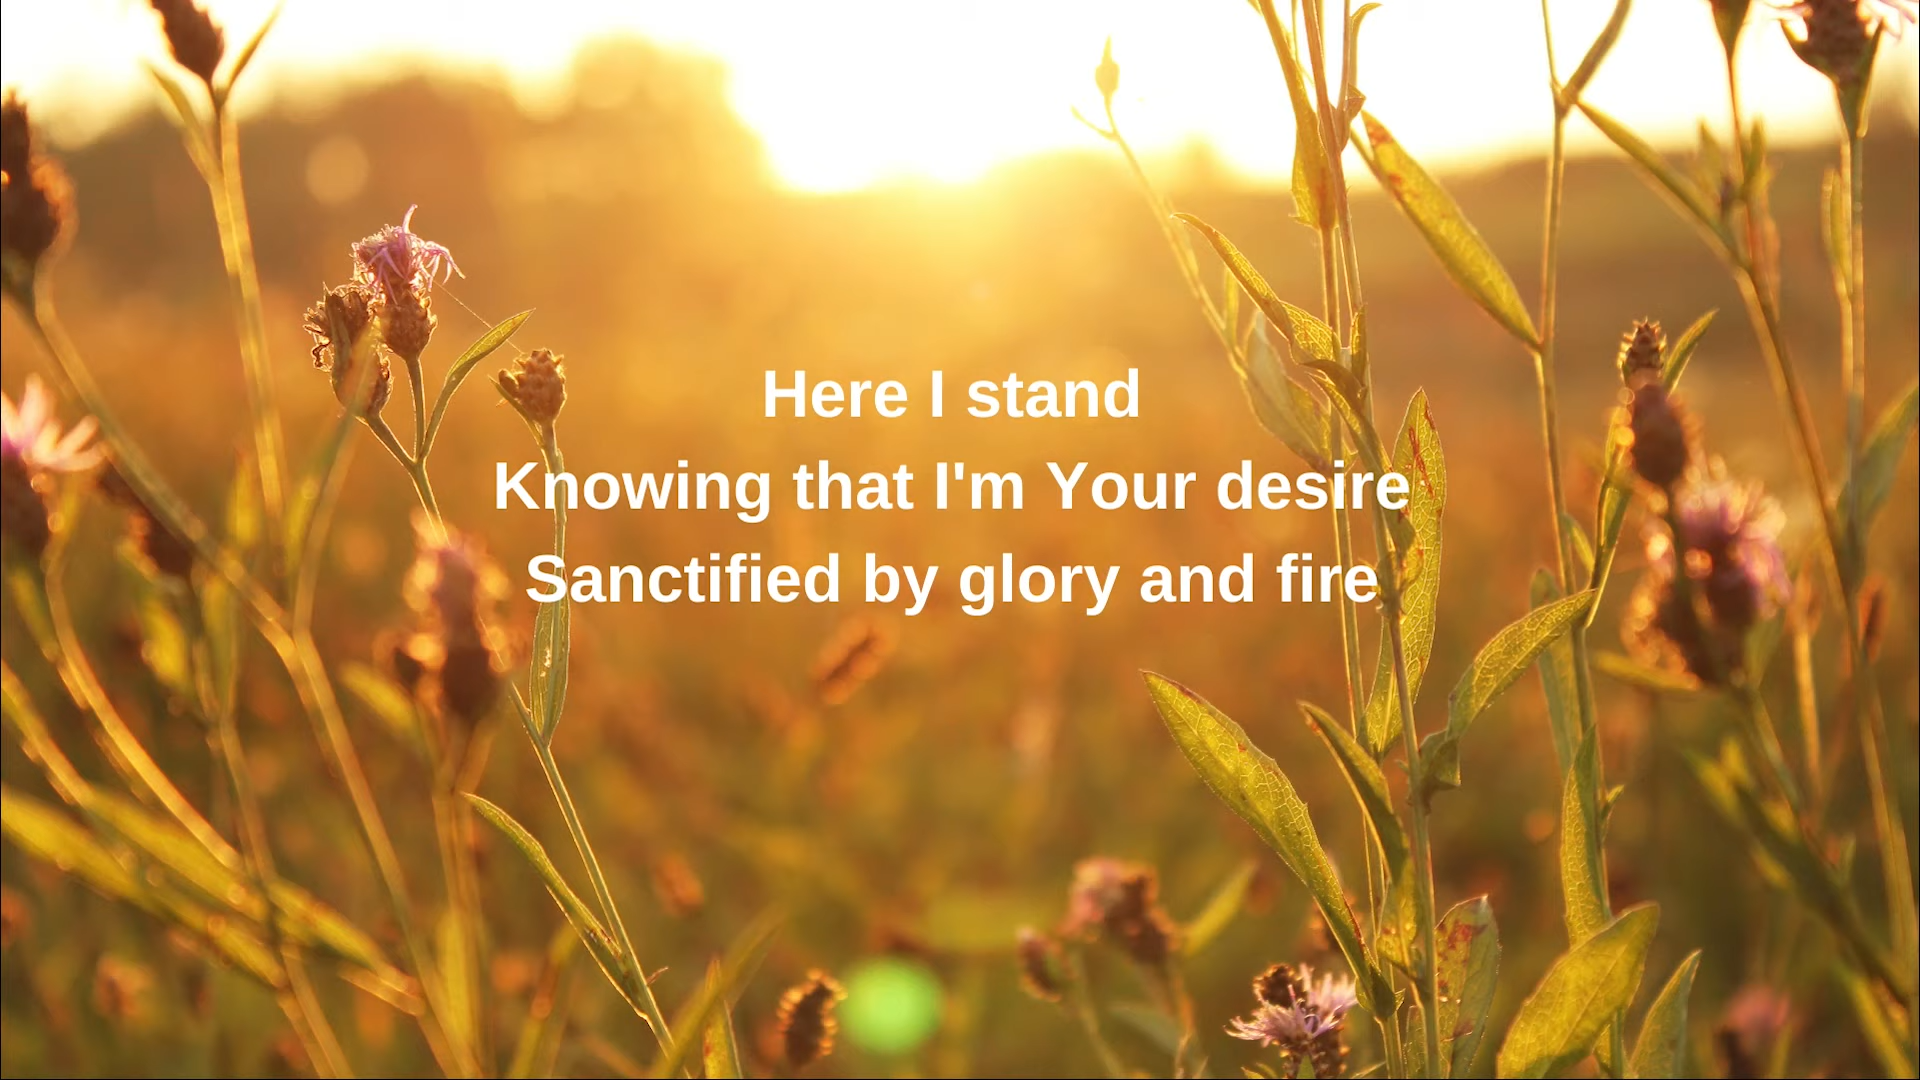 Here I stand
Knowing that I'm Your desire
Sanctified by glory and fire